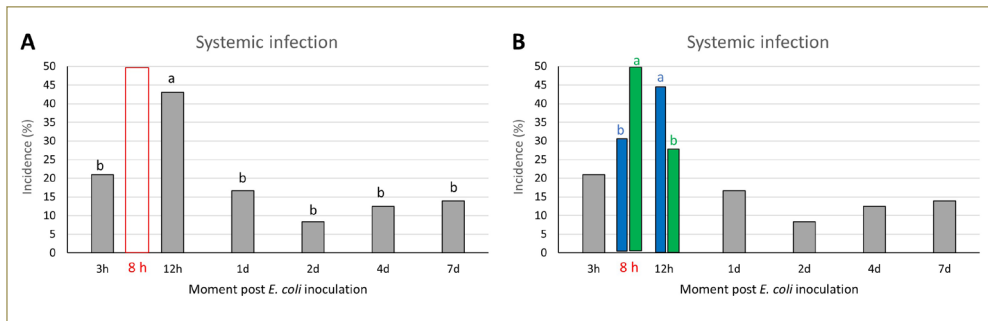 A
Systemic infection
Incidence (%)
50
45
40
35
30
25
20
15
10
5
0
b
a
b
b
b
b
3h
8 h
12h
1d
2d
4d
7d
Moment post E. coli inoculation
B
Systemic infection
Incidence (%)
50
45
40
35
30
25
20
15
10
5
0
b
a
a
b
3h
8h
12h
1d
2d
4d
7d
Moment post E. coli inoculation